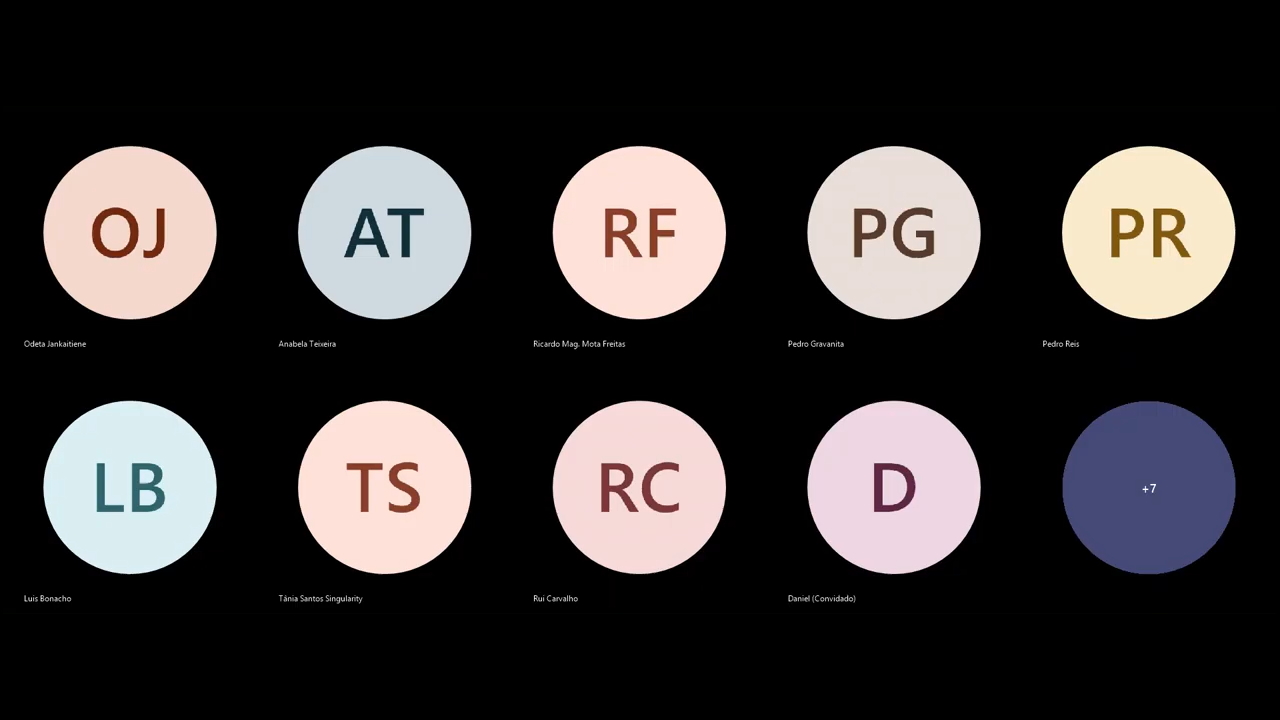 OJ
AT
RF
PG
PR
Odeta Jankaitiene
Anabela Teixeira
Ricardo Mag. Mota Freitas
Pedro Gravanita
Pedro Reis
LB
TS
RC
D
+7
Luis Bonacho
Tânia Santos Singularity
Rui Carvalho
Daniel (Convidado)